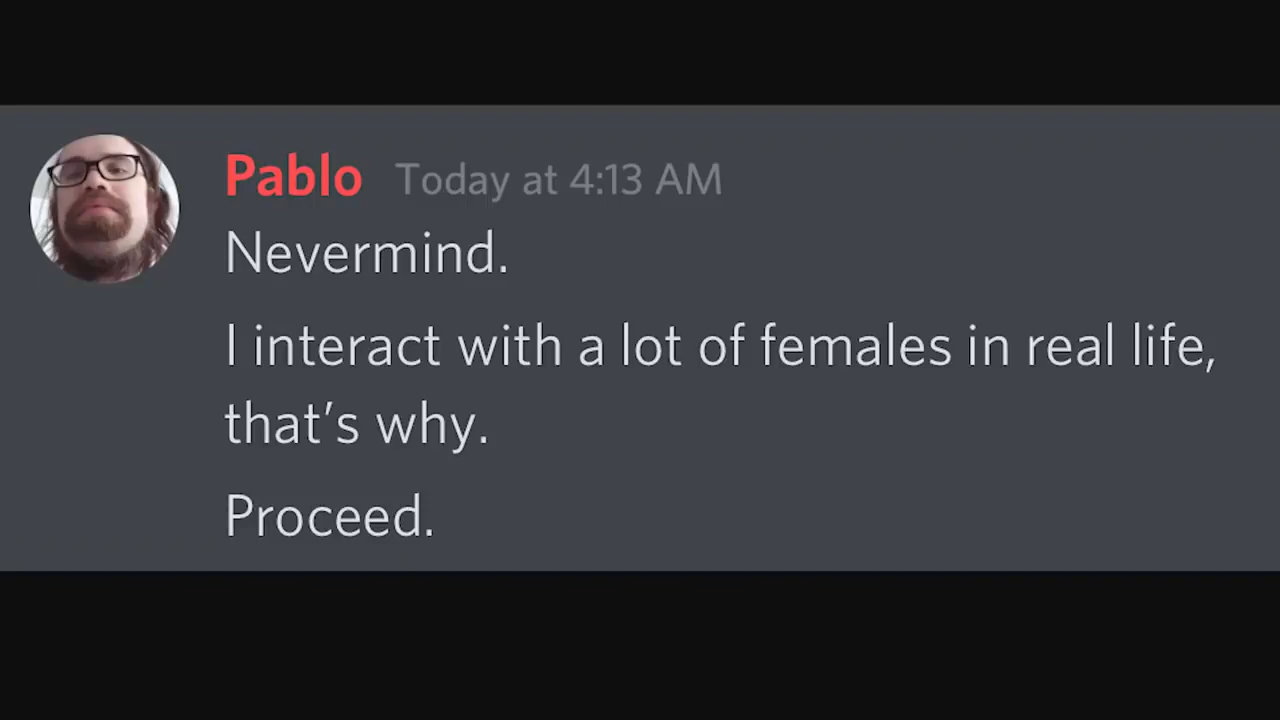 Pablo Today at 4:13 AM
Nevermind.
I interact with a lot of females in real life,
that’s why.
Proceed.